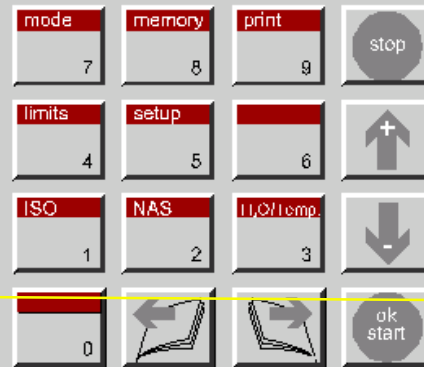 mode
7
memory
8
print
9
stop
limits
4
setup
5
6
+
ISO
1
NAS
2
H₂O/Temp.
3
-
0
ok
start